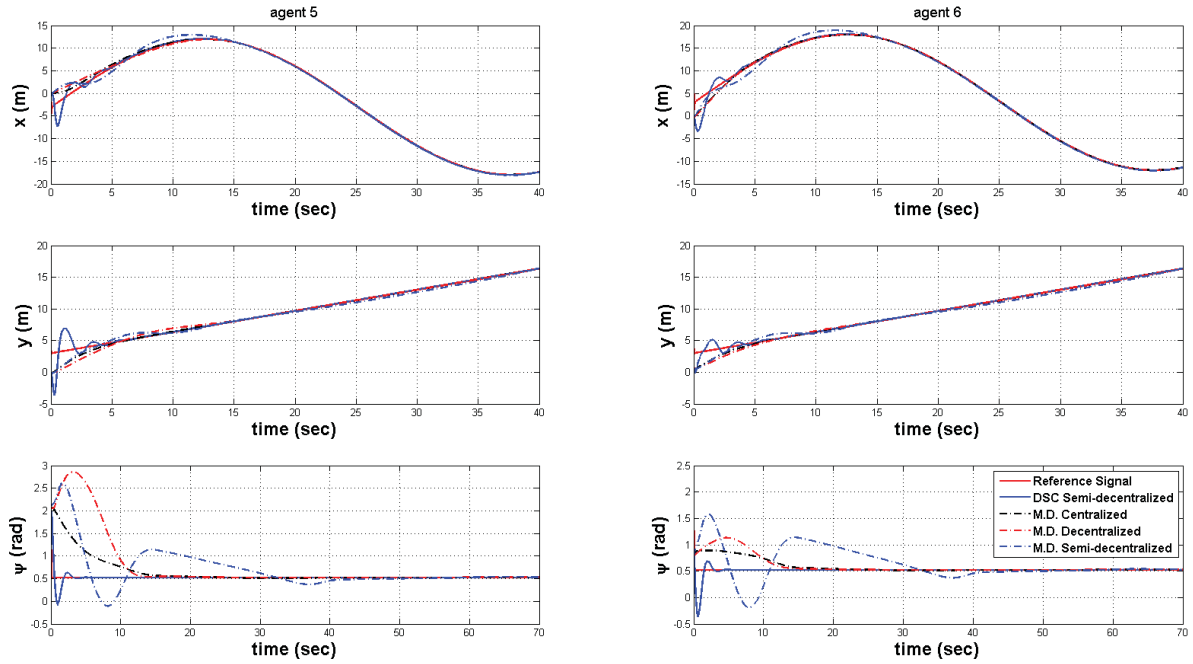 agent 5
15
10
5
0
-5
-10
-15
-20
x (m)
0 5 10 15 20 25 30 35 40
time (sec)
20
15
10
5
0
-5
y (m)
0 5 10 15 20 25 30 35 40
time (sec)
3
2.5
2
1.5
1
0.5
0
-0.5
Ψ (rad)
0 10 20 30 40 50 60 70
time (sec)
agent 6
20
15
10
5
0
-5
-10
-15
x (m)
0 5 10 15 20 25 30 35 40
time (sec)
20
15
10
5
0
-5
y (m)
0 5 10 15 20 25 30 35 40
time (sec)
2.5
2
1.5
1
0.5
0
-0.5
Ψ (rad)
0 10 20 30 40 50 60 70
time (sec)
Reference Signal
DSC Semi-decentralized
M.D. Centralized
M.D. Decentralized
M.D. Semi-decentralized